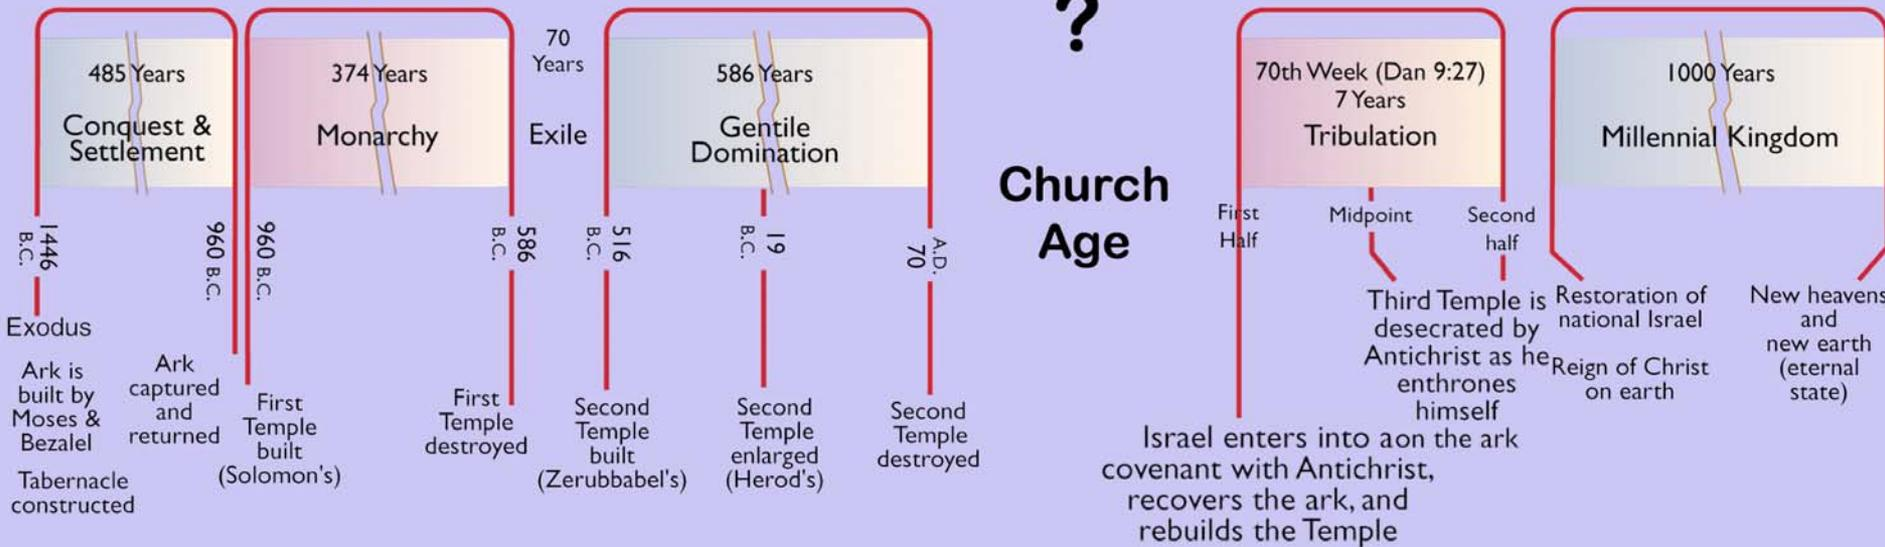 485 Years
Conquest &
Settlement
374 Years
Monarchy
70
Years
Exile
586 Years
Gentile
Domination
?
Church
Age
70th Week (Dan 9:27)
7 Years
Tribulation
1000 Years
Millennial Kingdom
1446
B.C.
960 B.C.
960 B.C.
586
B.C.
516
B.C.
19
B.C.
A.D.
70
First
Half
Midpoint
Second
half
Exodus
Ark is
built by
Moses &
Bezalel
Tabernacle
constructed
Ark
captured
and
returned
First
Temple
built
(Solomon's)
First
Temple
destroyed
Second
Temple
built
(Zerubbabel's)
Second
Temple
enlarged
(Herod's)
Second
Temple
destroyed
Israel enters into aon the ark
covenant with Antichrist,
recovers the ark, and
rebuilds the Temple
Third Temple is
desecrated by
Antichrist as he
enthrones
himself
Restoration of
national Israel
Reign of Christ
on earth
New heavens
and
new earth
(eternal
state)